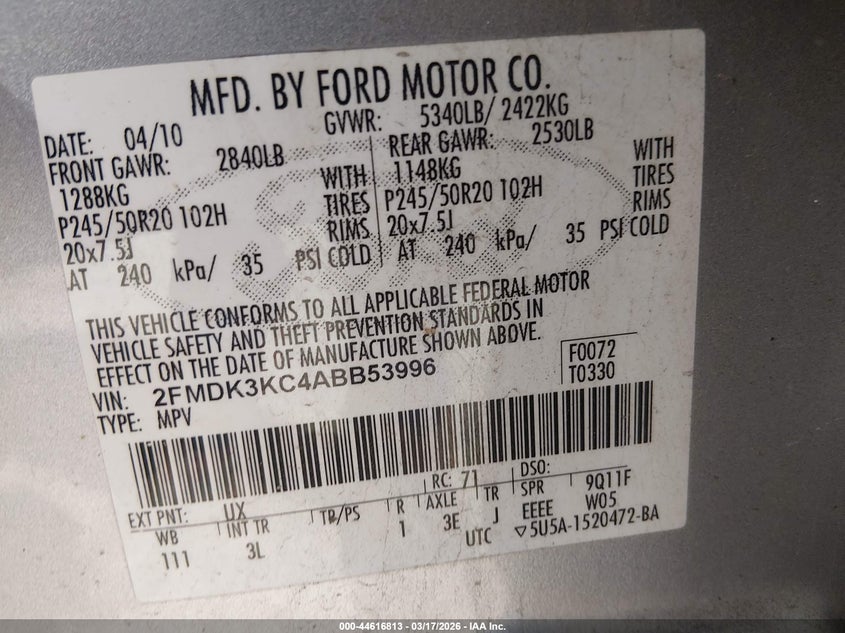 MFD. BY FORD MOTOR CO.
DATE: 04/10 GVWR: 5340LB/ 2422KG
FRONT GAWR: 2840LB REAR GAWR: 2530LB
1288KG WITH 1148KG WITH
P245/50R20 102H TIRES P245/50R20 102H TIRES
20x7.5J RIMS 20x7.5J RIMS
AT 240 kPa/ 35 PSI COLD AT 240 kPa/ 35 PSI COLD
THIS VEHICLE CONFORMS TO ALL APPLICABLE FEDERAL MOTOR
VEHICLE SAFETY AND THEFT PREVENTION STANDARDS IN
EFFECT ON THE DATE OF MANUFACTURE SHOWN ABOVE.
VIN: 2FMDK3KC4ABB53996 F0072
TYPE: MPV T0330
EXT PNT: UX RC: 71 DSO:
WB INT TR TP/PS R AXLE TR SPR 9Q11F
111 3L 1 3E J EEEE W05
UTC ▽5U5A-1520472-BA
000-44616813 - 03/17/2026 - IAA Inc.